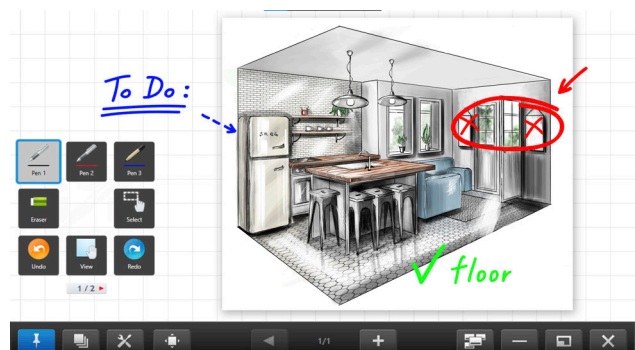 To Do:
SMEG
floor
Pen 1
Pen 2
Pen 3
Eraser
Select
Undo
View
Redo
1 / 2
1/1